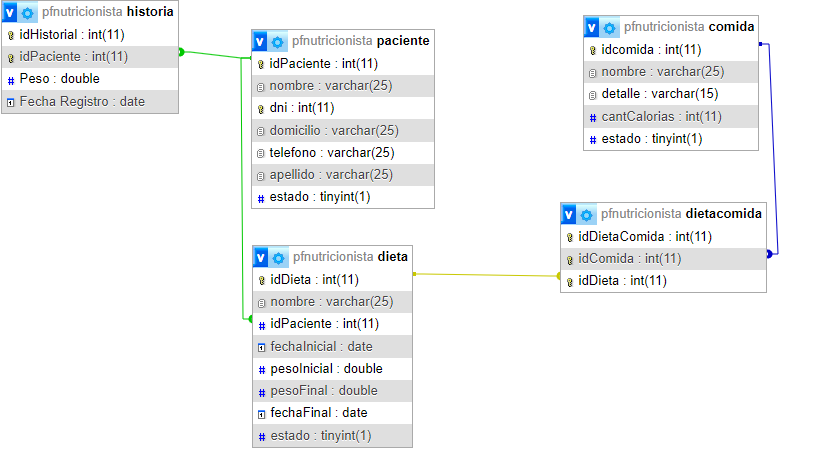 v pfnutricionista historia
idHistorial : int(11)
idPaciente : int(11)
# Peso : double
Fecha Registro : date
v pfnutricionista paciente
idPaciente : int(11)
nombre : varchar(25)
dni : int(11)
domicilio : varchar(25)
telefono : varchar(25)
apellido : varchar(25)
# estado : tinyint(1)
v pfnutricionista comida
idcomida : int(11)
nombre : varchar(25)
detalle : varchar(15)
# cantCalorias : int(11)
# estado : tinyint(1)
v pfnutricionista dietacomida
idDietaComida : int(11)
idComida : int(11)
idDieta : int(11)
v pfnutricionista dieta
idDieta : int(11)
nombre : varchar(25)
# idPaciente : int(11)
fechaInicial : date
# pesoInicial : double
# pesoFinal : double
fechaFinal : date
# estado : tinyint(1)